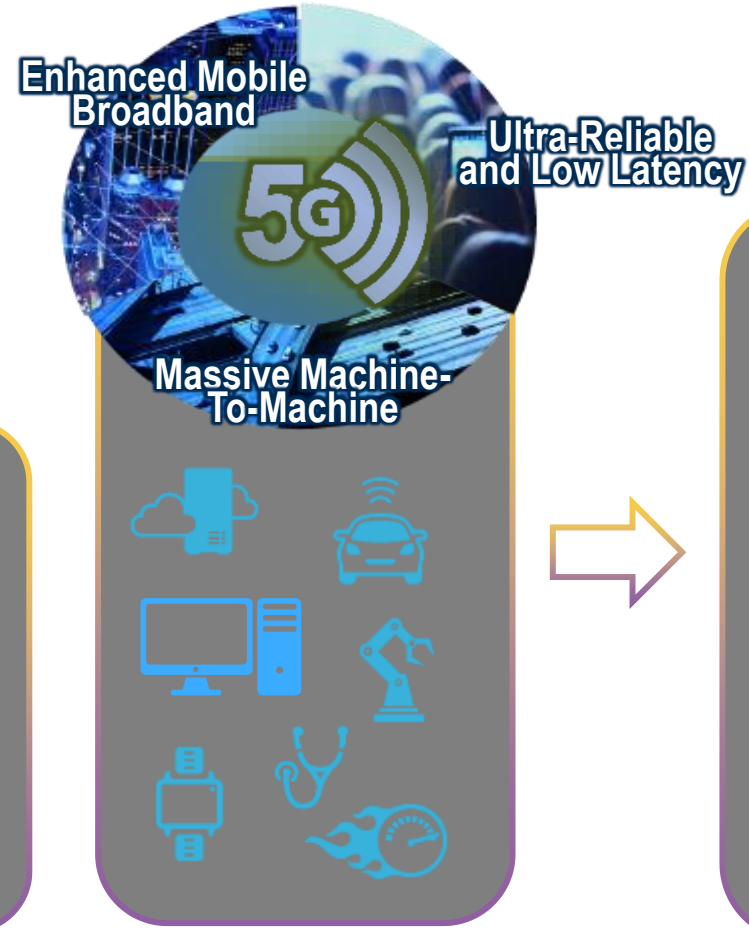 Enhanced Mobile
Broadband
Ultra-Reliable
and Low Latency
5G
Massive Machine-
To-Machine